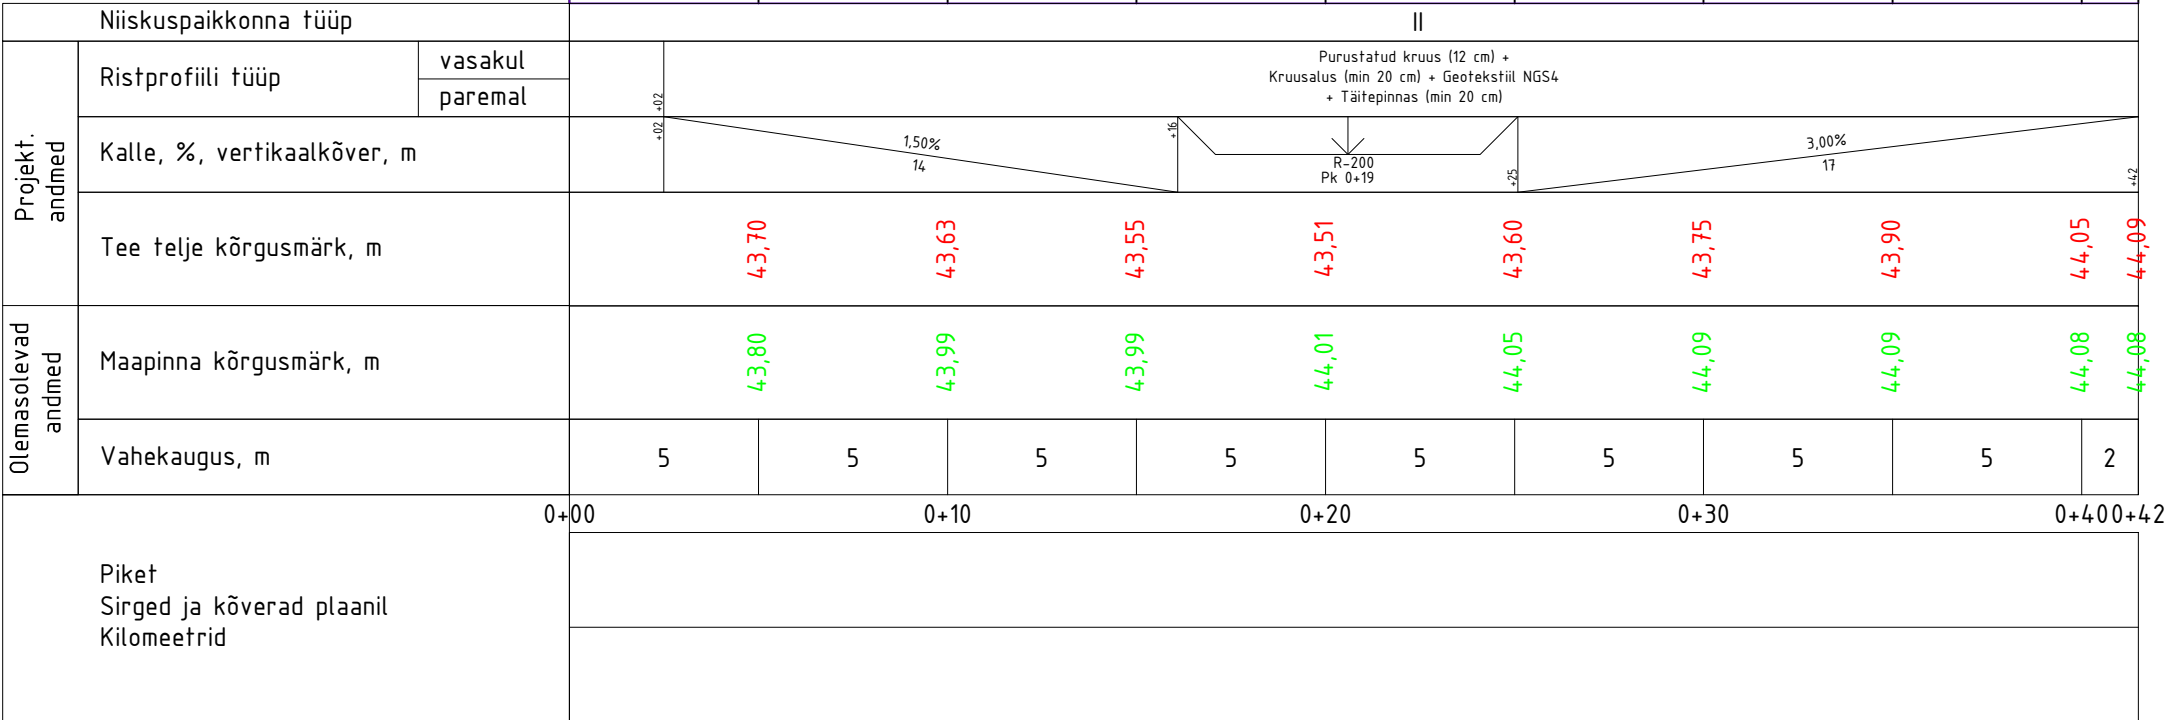 Niiskuspaikkonna tüüp
II
Projekt.
andmed
Ristprofiili tüüp
vasakul
paremal
+02
Purustatud kruus (12 cm) +
Kruusalus (min 20 cm) + Geotekstiil NGS4
+ Täitepinnas (min 20 cm)
Kalle, %, vertikaalkõver, m
+02
1,50%
14
+16
R-200
Pk 0+19
+25
3,00%
17
+42
Tee telje kõrgusmärk, m
43,70 43,63 43,55 43,51 43,60 43,75 43,90 44,05 44,09
Olemasolevad
andmed
Maapinna kõrgusmärk, m
43,80 43,99 43,99 44,01 44,05 44,09 44,09 44,08 44,08
Vahekaugus, m
5 5 5 5 5 5 5 5 2
0+00 0+10 0+20 0+30 0+40 0+42
Piket
Sirged ja kõverad plaanil
Kilomeetrid